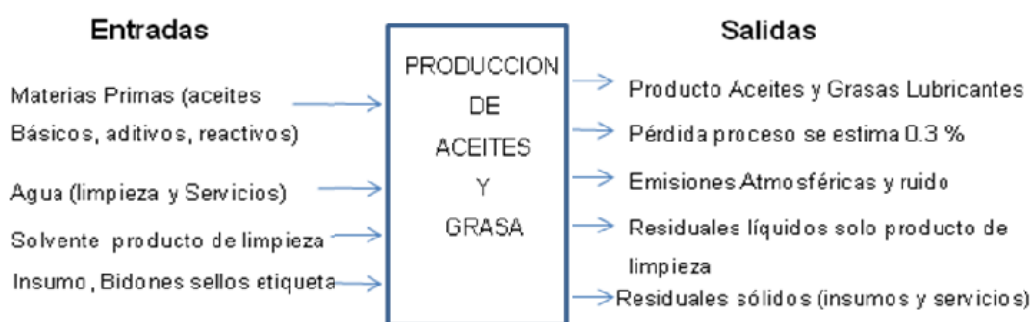 Entradas
Materias Primas (aceites
Básicos, aditivos, reactivos)
Agua (limpieza y Servicios)
Solvente producto de limpieza
Insumo, Bidones sellos etiqueta
PRODUCCION
DE
ACEITES
Y
GRASA
Salidas
Producto Aceites y Grasas Lubricantes
Pérdida proceso se estima 0.3 %
Emisiones Atmosféricas y ruido
Residuales líquidos solo producto de
limpieza
Residuales sólidos (insumos y servicios)